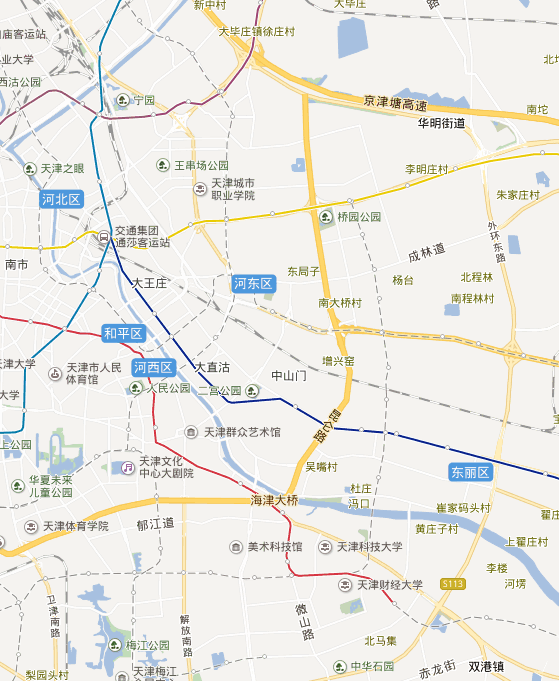 新中村
大毕庄
大毕庄镇徐庄村
庙客运站
业大学
西沽公园
宁园
京津塘高速
华明街道
南坨
天津之眼
王串场公园
天津城市
职业学院
李明庄村
朱家庄村
河北区
桥园公园
外环东路
交通集团
通莎客运站
成林道
南市
大王庄
河东区
东局子
杨台
北程林
南程林村
南大桥村
和平区
津大学
天津市人民
体育馆
河西区
大直沽
增兴窑
中山门
大学
人民公园
二宫公园
昆仑路
上公园
天津群众艺术馆
天津文化
中心大剧院
吴嘴村
东丽区
华夏未来
儿童公园
杜庄
冯口
海津大桥
崔家码头村
翟庄
天津体育学院
郁江道
黄庄子村
上翟庄村
美术科技馆
天津科技大学
李楼
河塄
天津财经大学
S113
卫津南路
解放南路
微山路
梅江公园
北马集
梨园头村
天津梅江
中华石园
赤龙街
双港镇